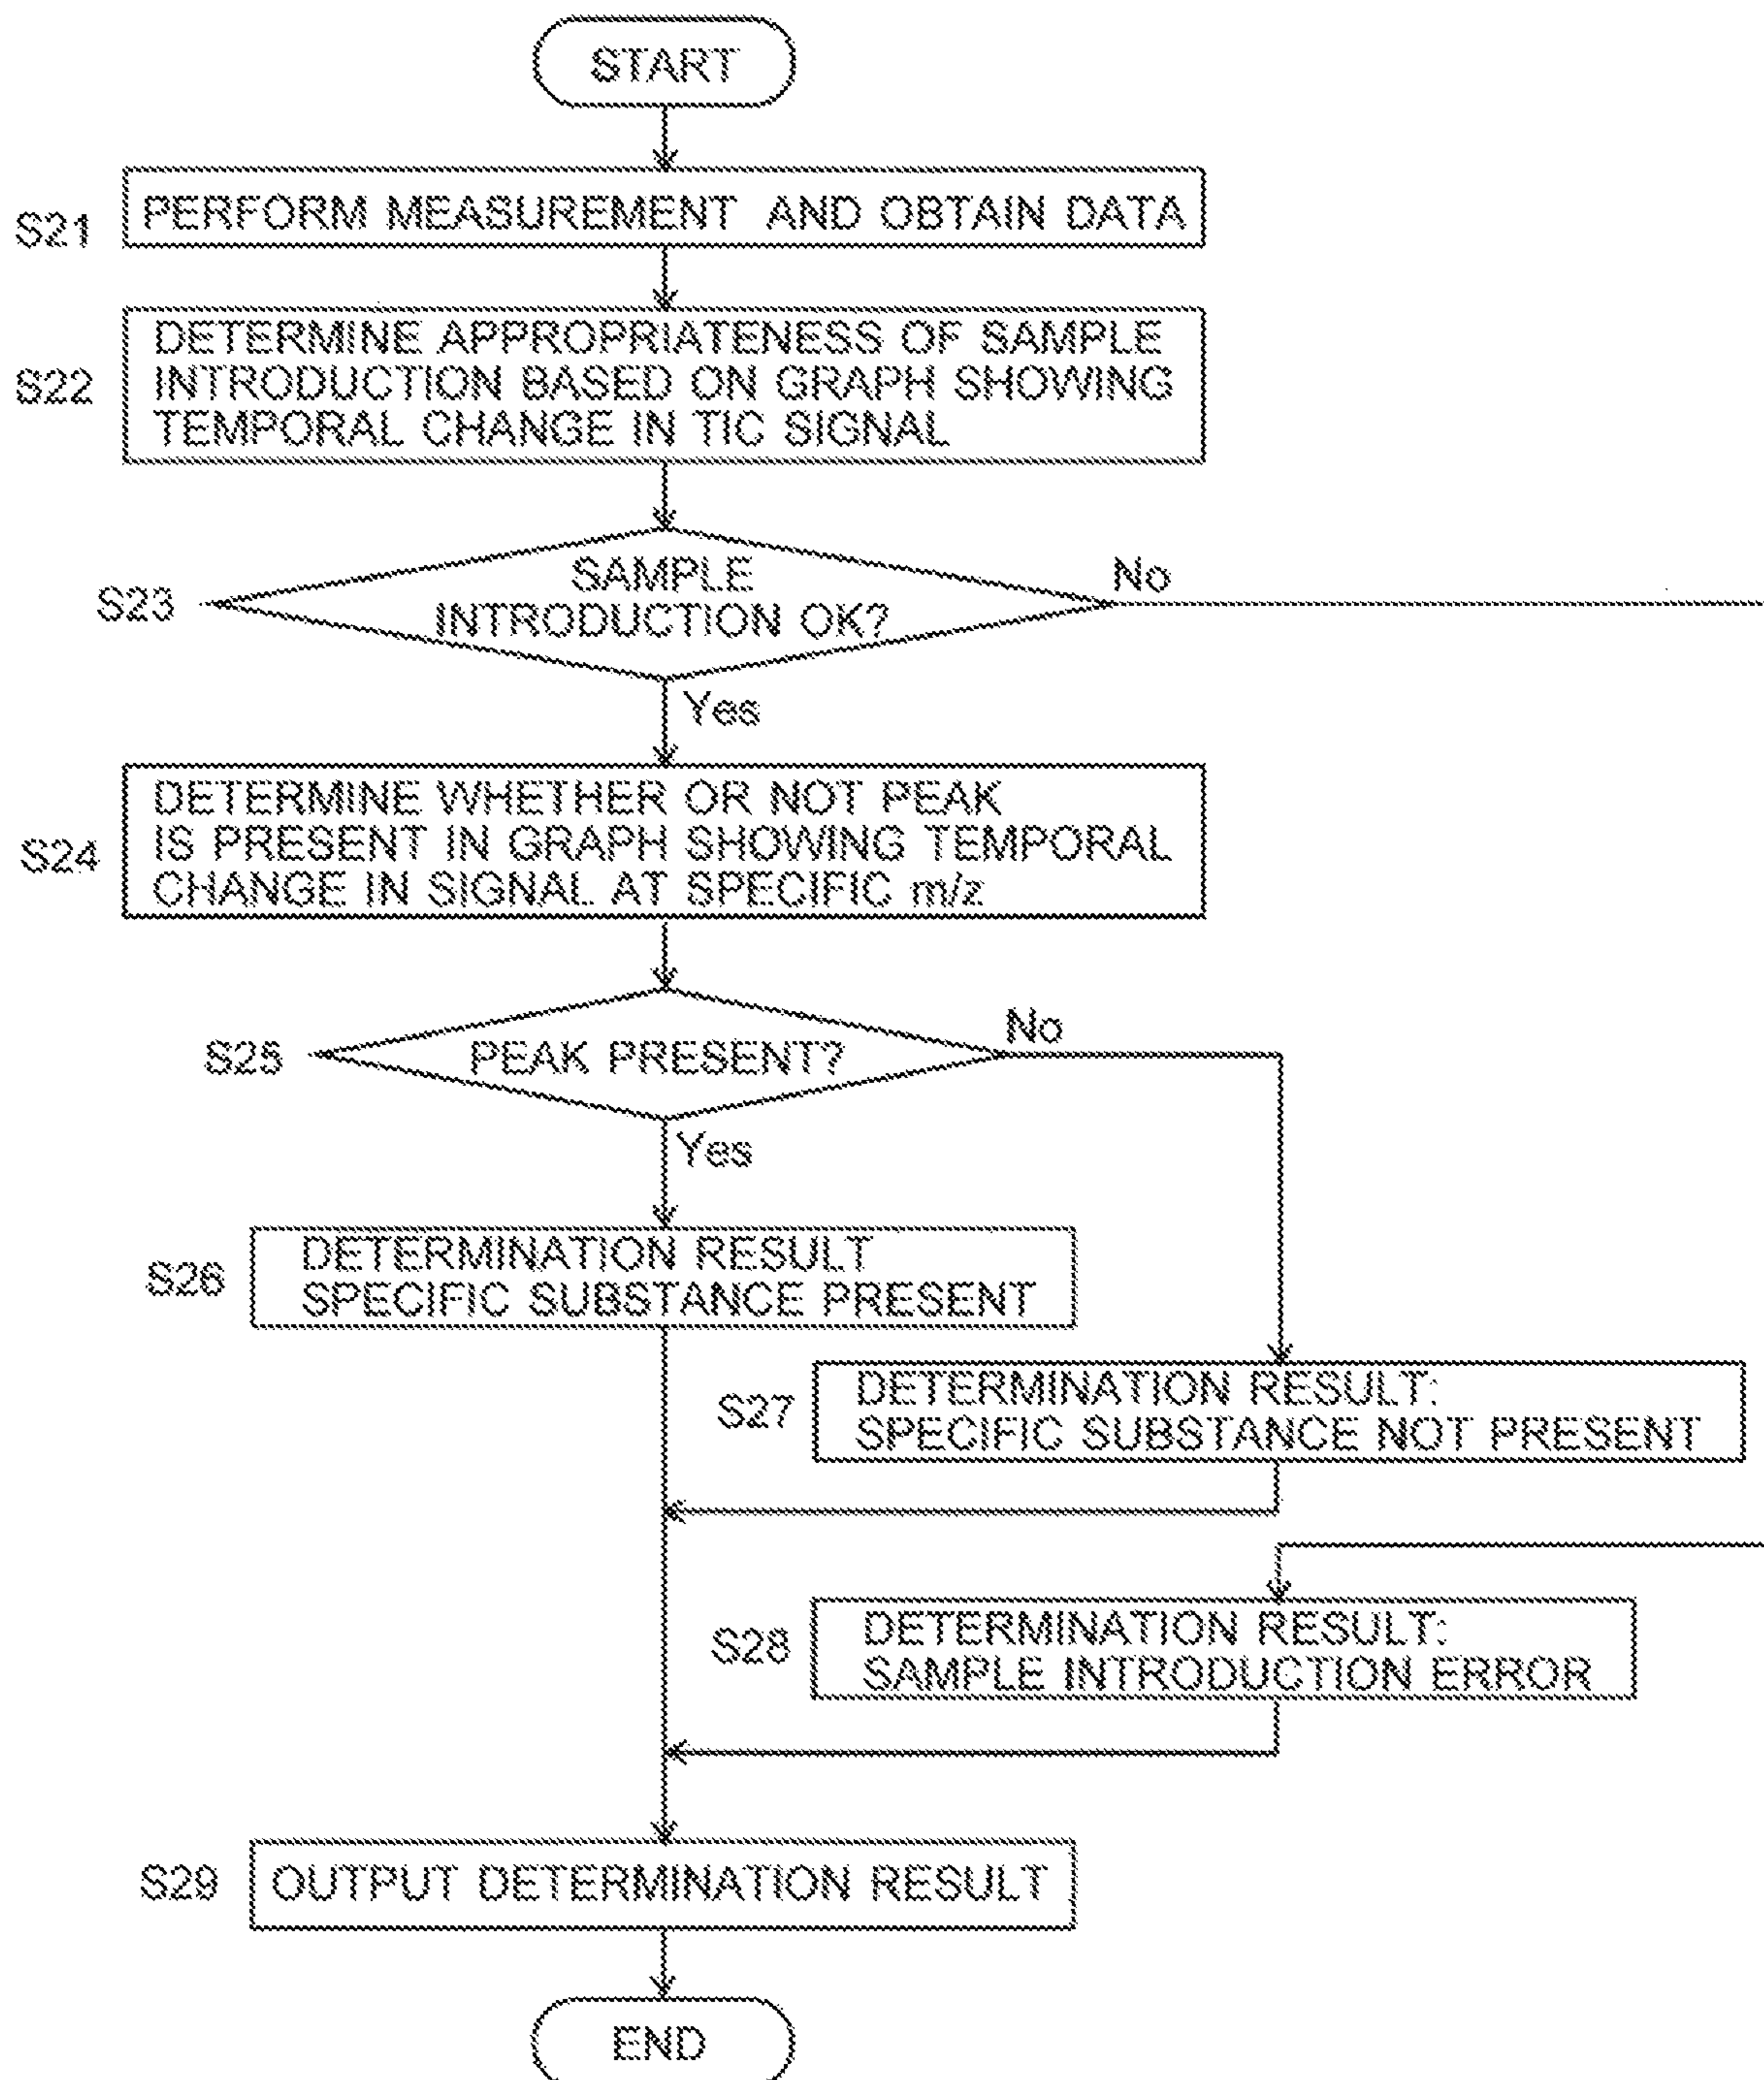 START
S21
PERFORM MEASUREMENT AND OBTAIN DATA
S22
DETERMINE APPROPRIATENESS OF SAMPLE
INTRODUCTION BASED ON GRAPH SHOWING
TEMPORAL CHANGE IN TIC SIGNAL
S23
SAMPLE
INTRODUCTION OK?
No
Yes
S24
DETERMINE WHETHER OR NOT PEAK
IS PRESENT IN GRAPH SHOWING TEMPORAL
CHANGE IN SIGNAL AT SPECIFIC m/z
S25
PEAK PRESENT?
No
Yes
S26
DETERMINATION RESULT
SPECIFIC SUBSTANCE PRESENT
S27
DETERMINATION RESULT:
SPECIFIC SUBSTANCE NOT PRESENT
S28
DETERMINATION RESULT:
SAMPLE INTRODUCTION ERROR
S29
OUTPUT DETERMINATION RESULT
END